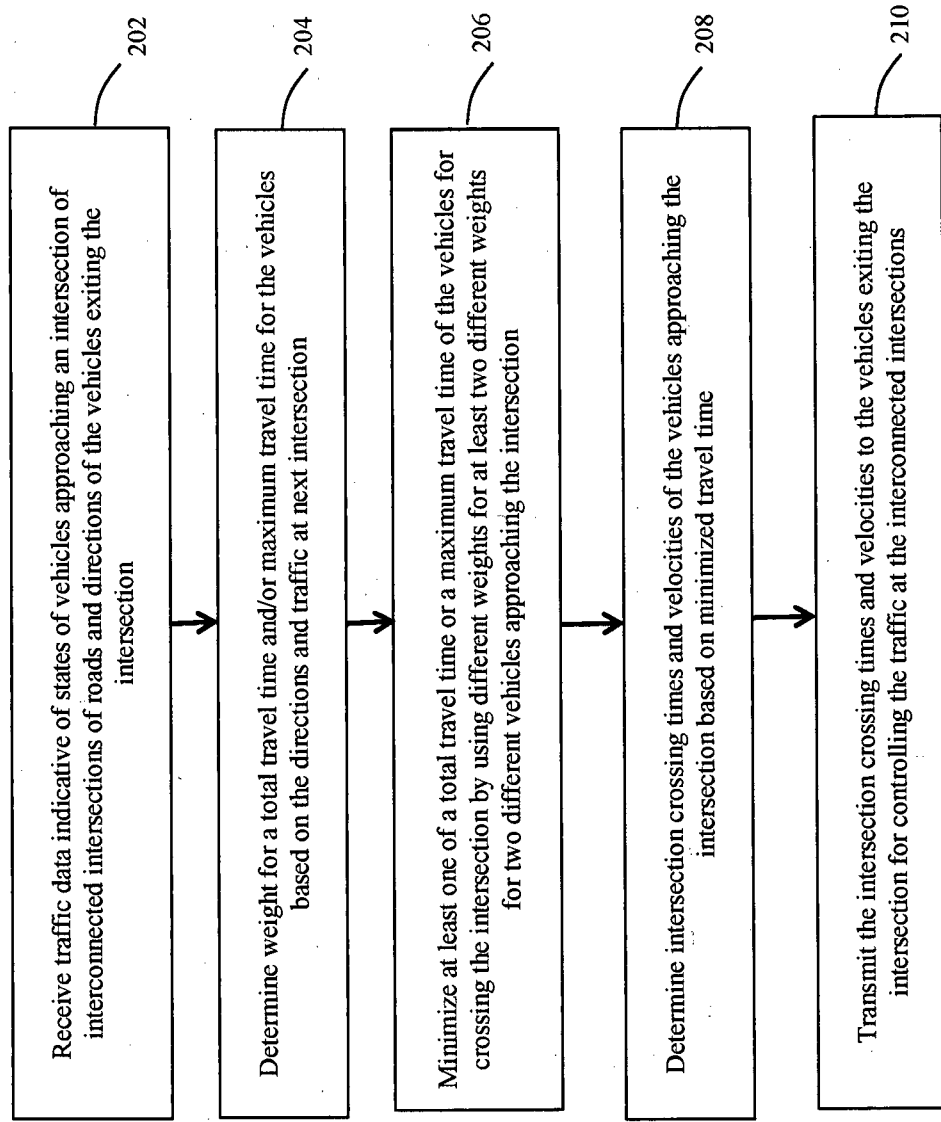 Receive traffic data indicative of states of vehicles approaching an intersection of
interconnected intersections of roads and directions of the vehicles exiting the
intersection
202
Determine weight for a total travel time and/or maximum travel time for the vehicles
based on the directions and traffic at next intersection
204
Minimize at least one of a total travel time or a maximum travel time of the vehicles for
crossing the intersection by using different weights for at least two different weights
for two different vehicles approaching the intersection
206
Determine intersection crossing times and velocities of the vehicles approaching the
intersection based on minimized travel time
208
Transmit the intersection crossing times and velocities to the vehicles exiting the
intersection for controlling the traffic at the interconnected intersections
210